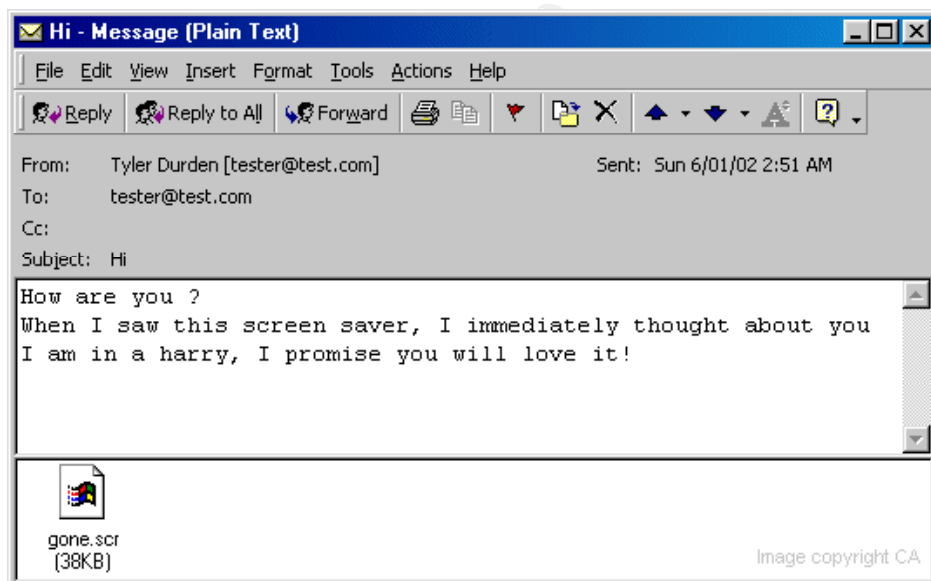 Hi - Message (Plain Text)
File Edit View Insert Format Tools Actions Help
Reply Reply to All Forward
From: Tyler Durden [tester@test.com] Sent: Sun 6/01/02 2:51 AM
To: tester@test.com
Cc:
Subject: Hi
How are you ?
When I saw this screen saver, I immediately thought about you
I am in a harry, I promise you will love it!
gone.scr
(38KB)
Image copyright CA